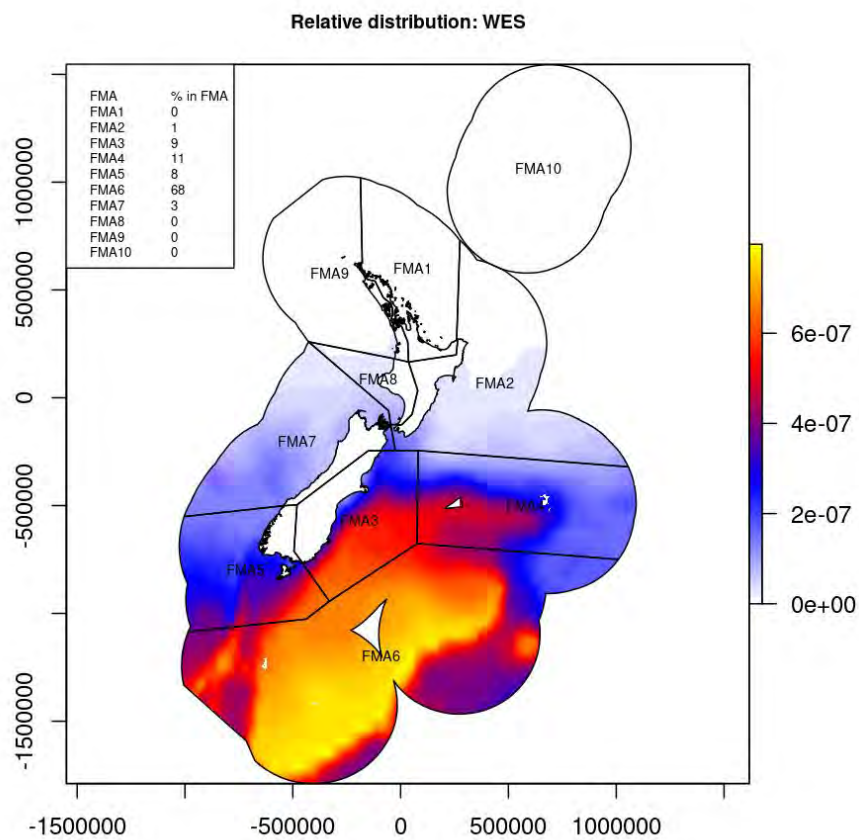 Relative distribution: WES
FMA % in FMA
FMA1 0
FMA2 1
FMA3 9
FMA4 11
FMA5 8
FMA6 68
FMA7 3
FMA8 0
FMA9 0
FMA10 0
FMA10
FMA9
FMA1
FMA8
FMA2
FMA7
FMA3
FMA4
FMA5
FMA6
1000000
500000
0
-500000
-1500000
6e-07
4e-07
2e-07
0e+00
-1500000 -500000 0 500000 1000000